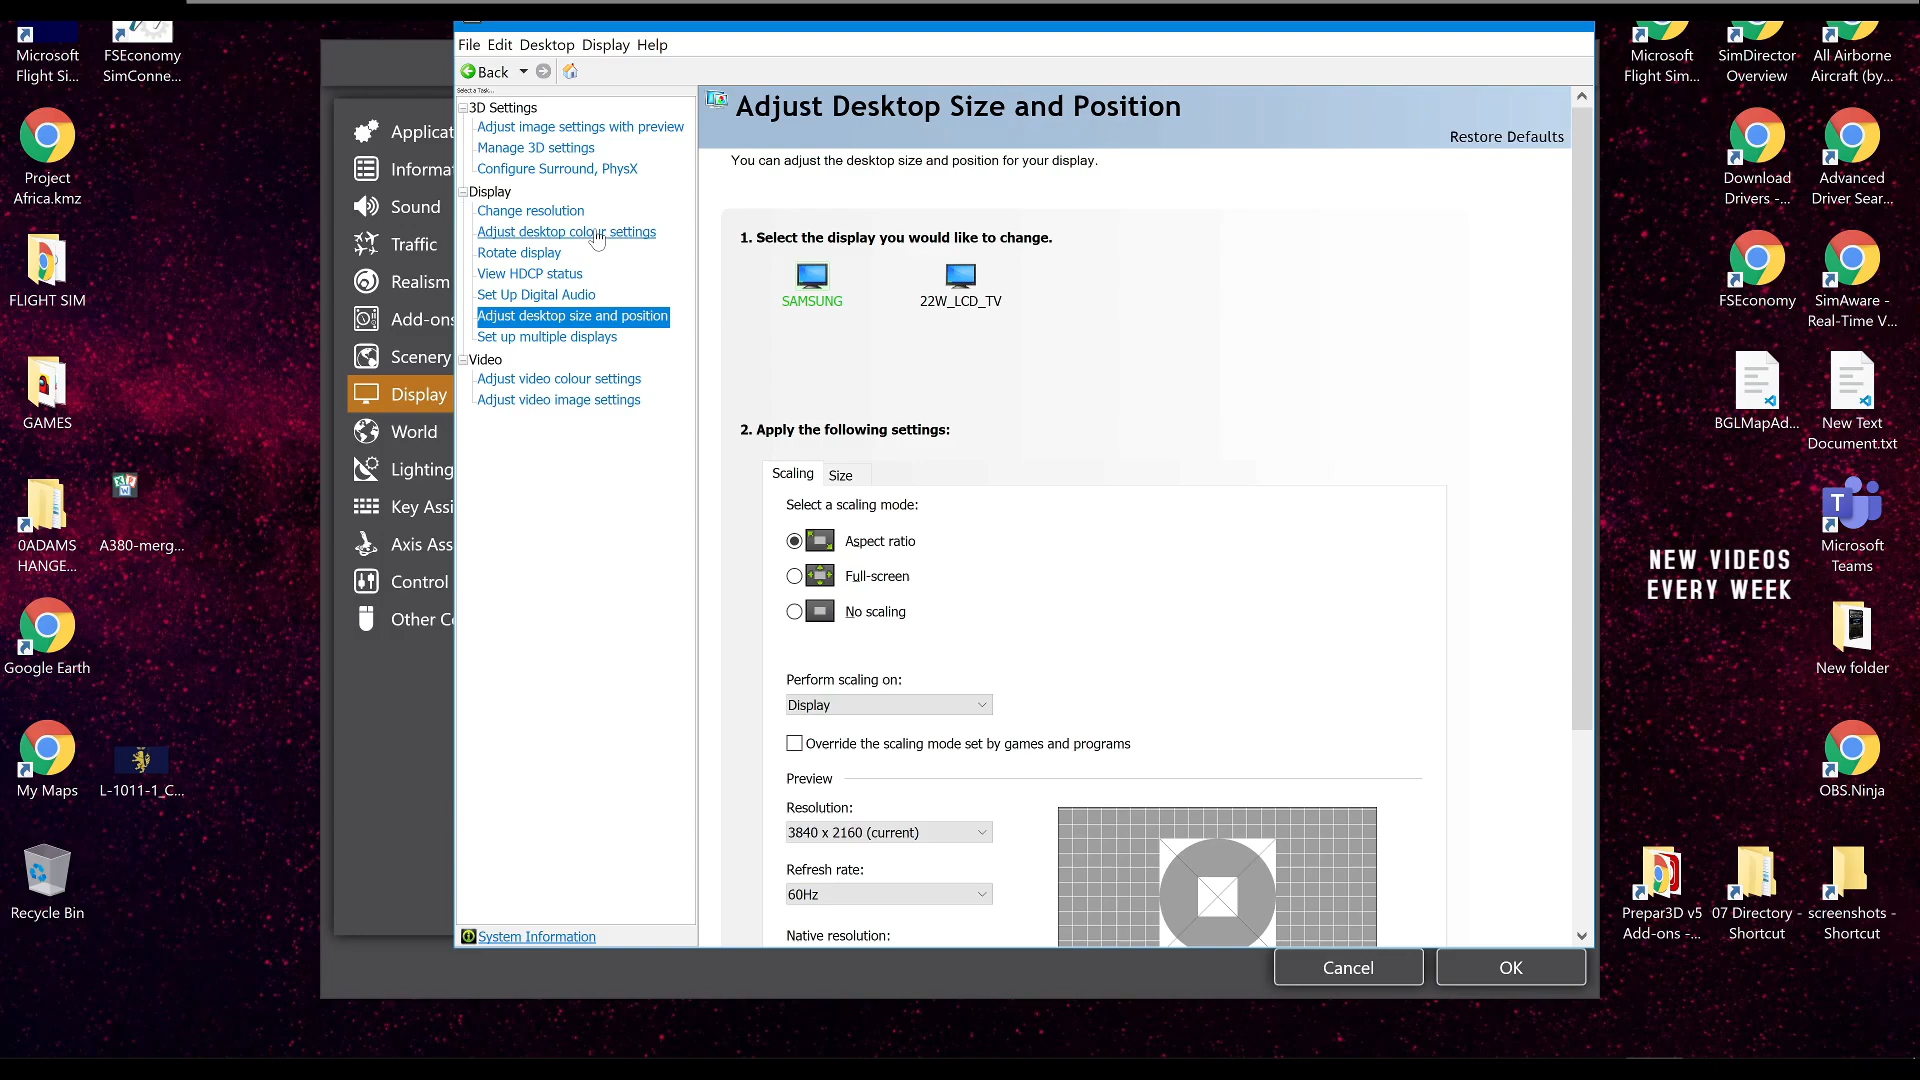 Microsoft
Flight Si...
FSEconomy
SimConne...
Project
Africa.kmz
FLIGHT SIM
GAMES
0ADAMS
HANGE...
A380-merg...
Google Earth
My Maps
L-1011-1_C...
Recycle Bin
Applicat
Informa
Sound
Traffic
Realism
Add-ons
Scenery
Display
World
Lighting
Key Assi
Axis Ass
Control
Other Co
File Edit Desktop Display Help
Back
Select a Task...
3D Settings
Adjust image settings with preview
Manage 3D settings
Configure Surround, PhysX
Display
Change resolution
Adjust desktop colour settings
Rotate display
View HDCP status
Set Up Digital Audio
Adjust desktop size and position
Set up multiple displays
Video
Adjust video colour settings
Adjust video image settings
System Information
Adjust Desktop Size and Position
Restore Defaults
You can adjust the desktop size and position for your display.
1. Select the display you would like to change.
SAMSUNG
22W_LCD_TV
2. Apply the following settings:
Scaling
Size
Select a scaling mode:
Aspect ratio
Full-screen
No scaling
Perform scaling on:
Display
Override the scaling mode set by games and programs
Preview
Resolution:
3840 x 2160 (current)
Refresh rate:
60Hz
Native resolution:
Cancel
OK
Microsoft
Flight Sim...
SimDirector
Overview
All Airborne
Aircraft (by...
Download
Drivers -...
Advanced
Driver Sear...
FSEconomy
SimAware -
Real-Time V...
BGLMapAd...
New Text
Document.txt
Microsoft
Teams
NEW VIDEOS
EVERY WEEK
New folder
OBS.Ninja
Prepar3D v5
Add-ons -...
07 Directory -
Shortcut
screenshots -
Shortcut